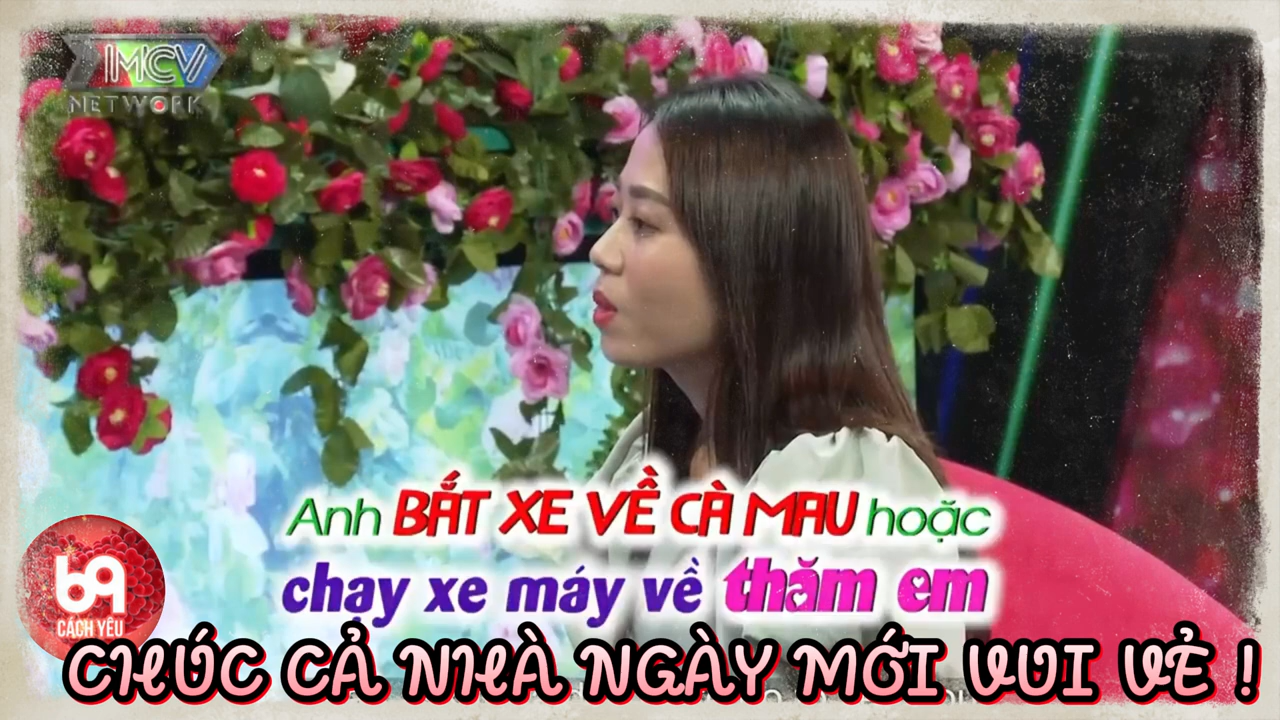 MCV
NETWORK
Anh BẮT XE VỀ CÀ MAU hoặc
chạy xe máy về thăm em
69
CÁCH YÊU
CHÚC CẢ NHÀ NGÀY MỚI VUI VẺ !